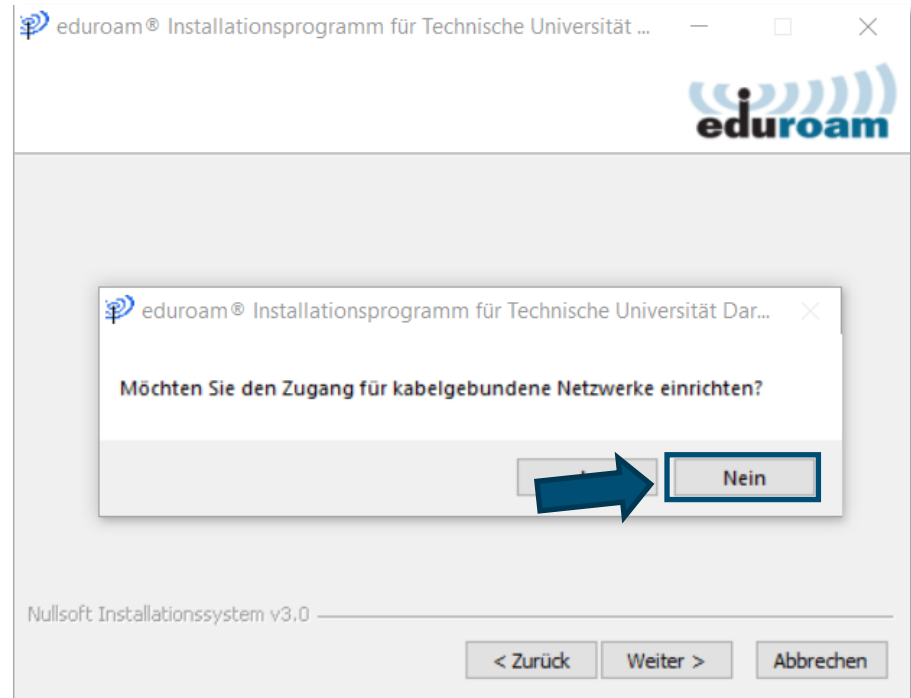 eduroam® Installationsprogramm für Technische Universität ...
eduroam
eduroam® Installationsprogramm für Technische Universität Dar...
Möchten Sie den Zugang für kabelgebundene Netzwerke einrichten?
Nein
Nullsoft Installationssystem v3.0
< Zurück Weiter > Abbrechen